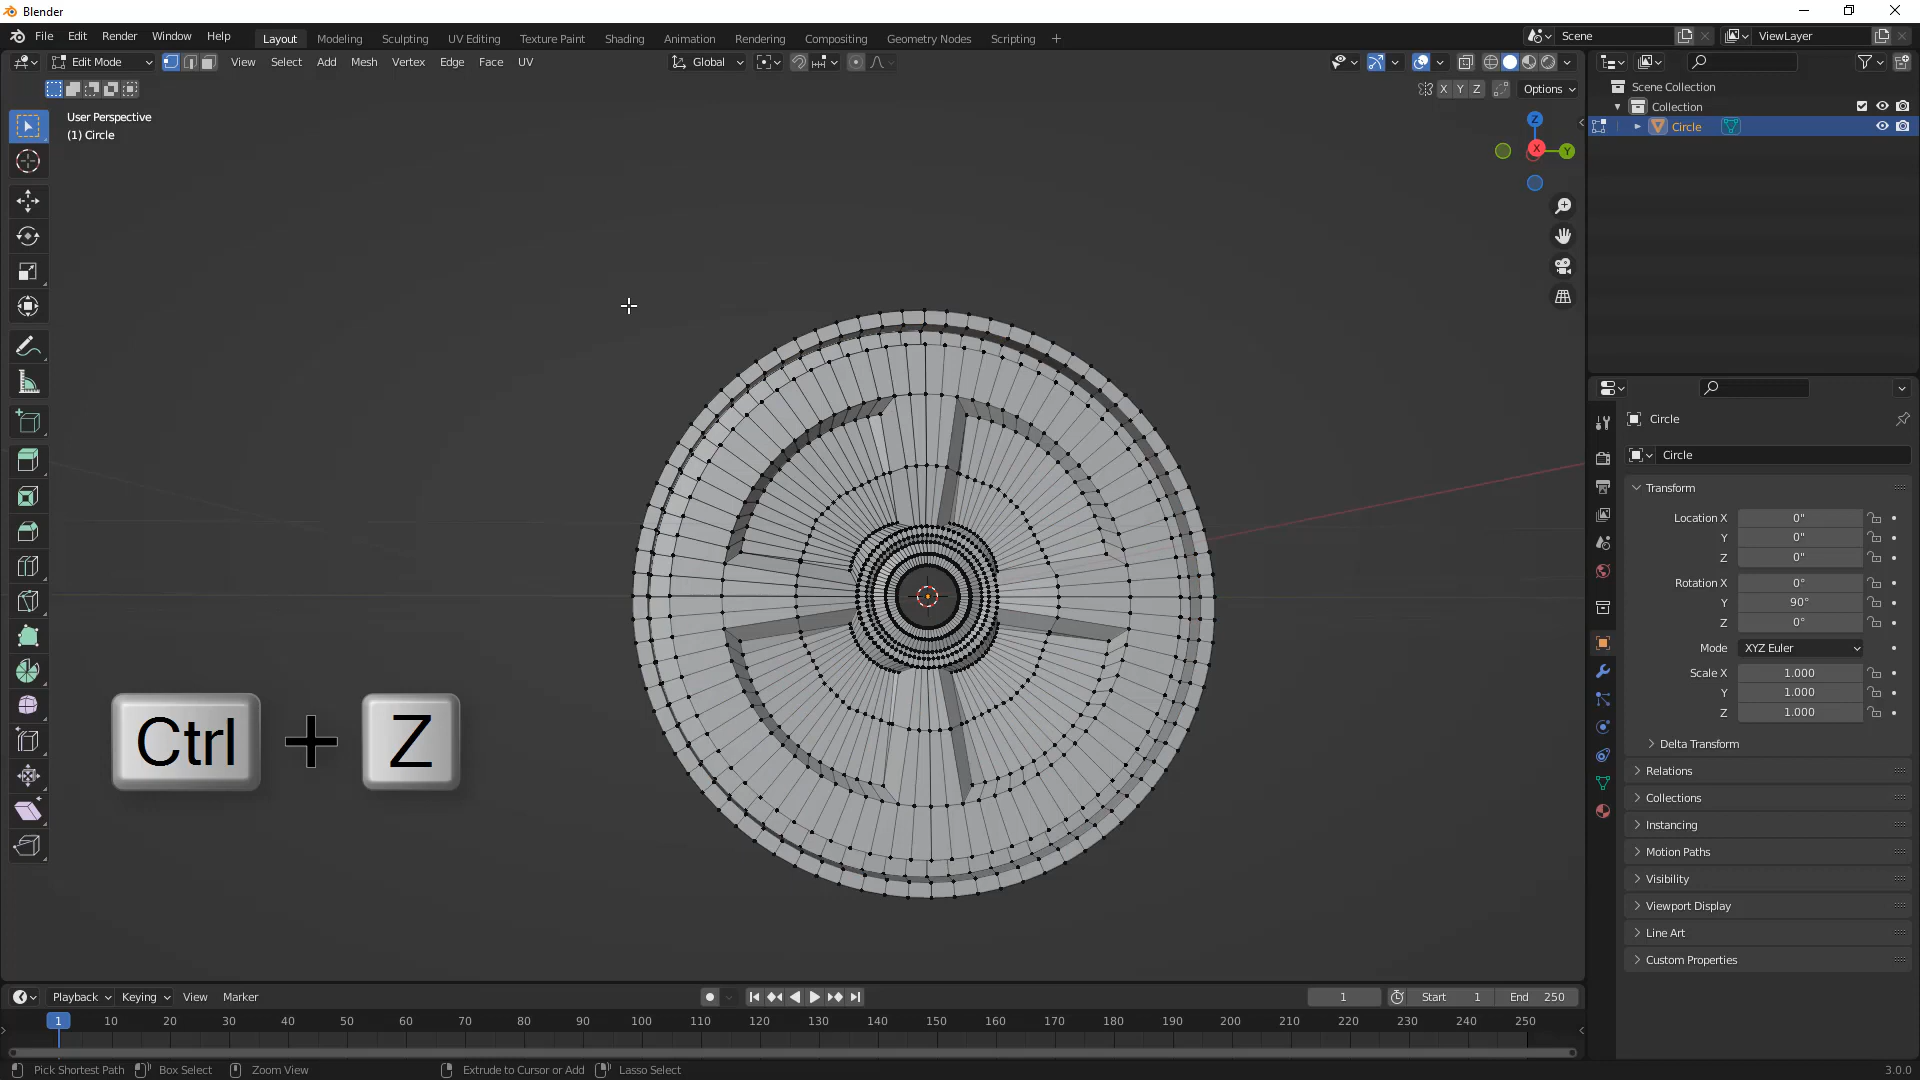 Blender
File Edit Render Window Help
Layout Modeling Sculpting UV Editing Texture Paint Shading Animation Rendering Compositing Geometry Nodes Scripting +
Scene
ViewLayer
Edit Mode
View Select Add Mesh Vertex Edge Face UV
Global
X Y Z
Options
User Perspective
(1) Circle
Z
X
Y
Scene Collection
Collection
Circle
Circle
Circle
Transform
Location X 0"
Y 0"
Z 0"
Rotation X 0°
Y 90°
Z 0°
Mode XYZ Euler
Scale X 1.000
Y 1.000
Z 1.000
Delta Transform
Relations
Collections
Instancing
Motion Paths
Visibility
Viewport Display
Line Art
Custom Properties
Ctrl + Z
Playback Keying View Marker
1
Start 1
End 250
1 10 20 30 40 50 60 70 80 90 100 110 120 130 140 150 160 170 180 190 200 210 220 230 240 250
Pick Shortest Path Box Select Zoom View Extrude to Cursor or Add Lasso Select
3.0.0